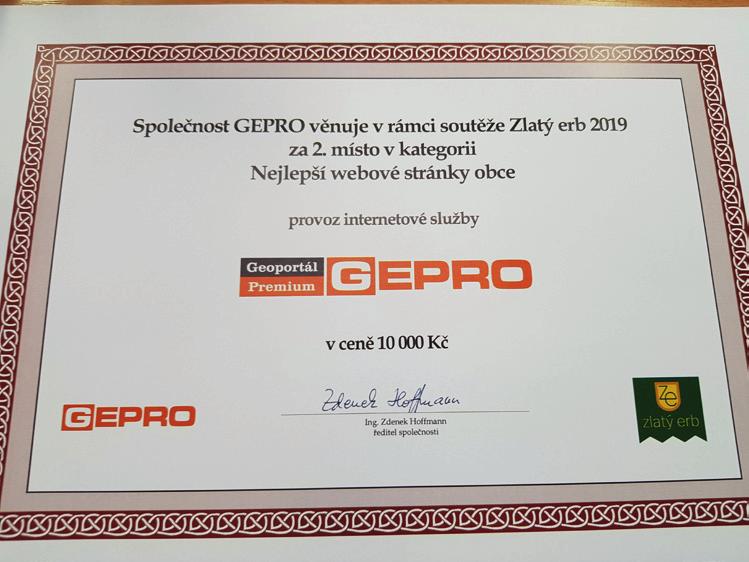 Společnost GEPRO věnuje v rámci soutěže Zlatý erb 2019
za 2. místo v kategorii
Nejlepší webové stránky obce
provoz internetové služby
Geoportál
Premium
GEPRO
v ceně 10 000 Kč
GEPRO
Zdenek Hoffmann
Ing. Zdenek Hoffmann
ředitel společnosti
Ze
zlatý erb